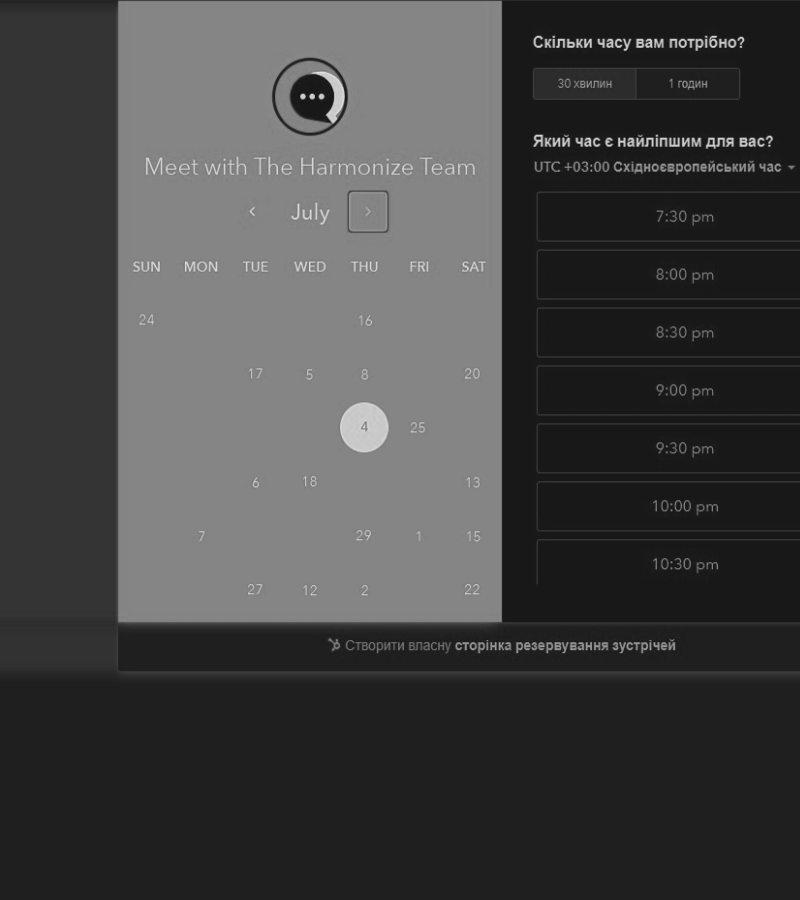 Meet with The Harmonize Team
July
SUN MON TUE WED THU FRI SAT
24 16
17 5 8 20
4 25
6 18 13
7 29 1 15
27 12 2 22
Скільки часу вам потрібно?
30 хвилин 1 годин
Який час є найліпшим для вас?
UTC +03:00 Східноєвропейський час
7:30 pm
8:00 pm
8:30 pm
9:00 pm
9:30 pm
10:00 pm
10:30 pm
Створити власну сторінка резервування зустрічей